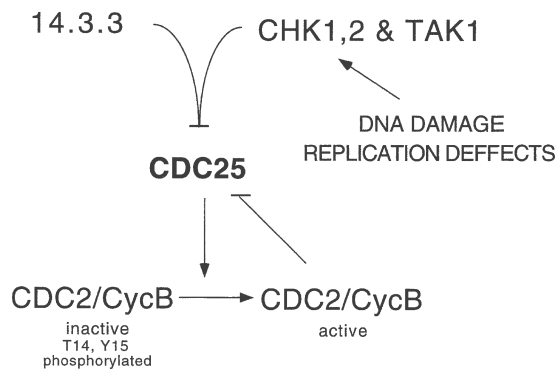 14.3.3
CHK1,2 & TAK1
DNA DAMAGE
REPLICATION DEFFECTS
CDC25
CDC2/CycB
inactive
T14, Y15
phosphorylated
CDC2/CycB
active